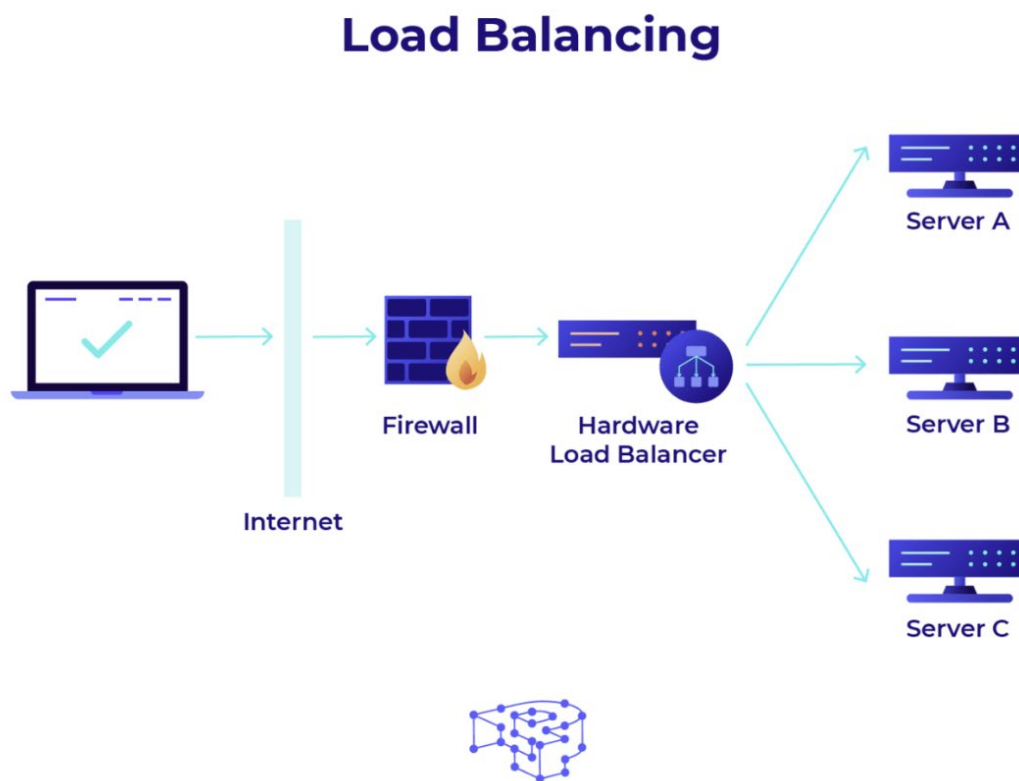 Load Balancing
Server A
Firewall
Hardware
Load Balancer
Server B
Internet
Server C